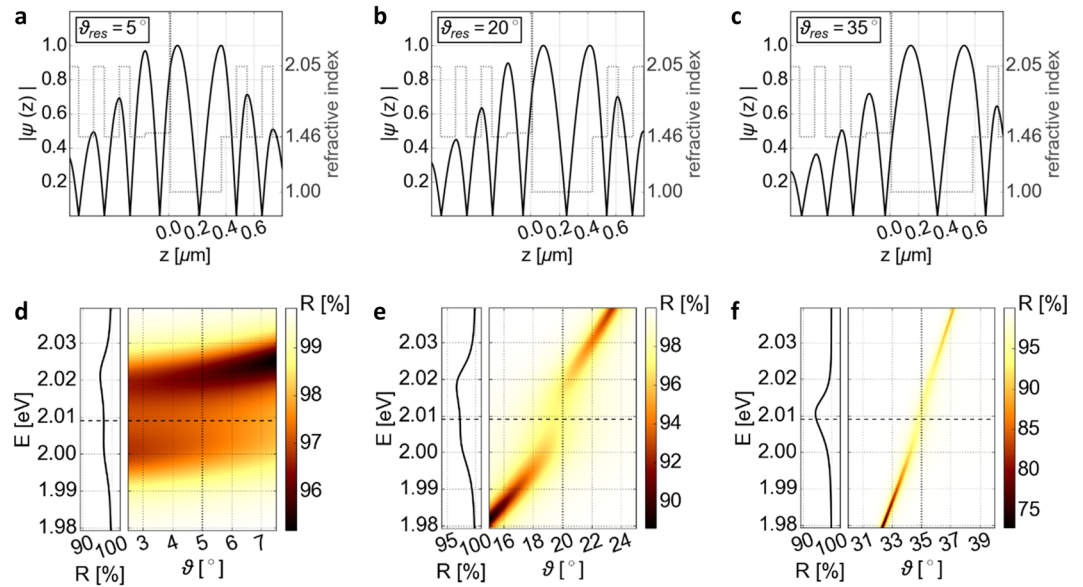 a
ϑres = 5°
1.0
0.8
0.6
0.4
0.2
|ψ (z) |
2.05
1.46
1.00
refractive index
0.0 0.2 0.4 0.6
z [μm]
b
ϑres = 20°
1.0
0.8
0.6
0.4
0.2
|ψ (z) |
2.05
1.46
1.00
refractive index
0.0 0.2 0.4 0.6
z [μm]
c
ϑres = 35°
1.0
0.8
0.6
0.4
0.2
|ψ (z) |
2.05
1.46
1.00
refractive index
0.0 0.2 0.4 0.6
z [μm]
d
R [%]
2.03
2.02
2.01
2.00
1.99
1.98
E [eV]
99
98
97
96
90 100
R [%]
3 4 5 6 7
ϑ [°]
e
R [%]
2.03
2.02
2.01
2.00
1.99
1.98
E [eV]
98
96
94
92
90
95 100
R [%]
16 18 20 22 24
ϑ [°]
f
R [%]
2.03
2.02
2.01
2.00
1.99
1.98
E [eV]
95
90
85
80
75
90 100
R [%]
31 33 35 37 39
ϑ [°]